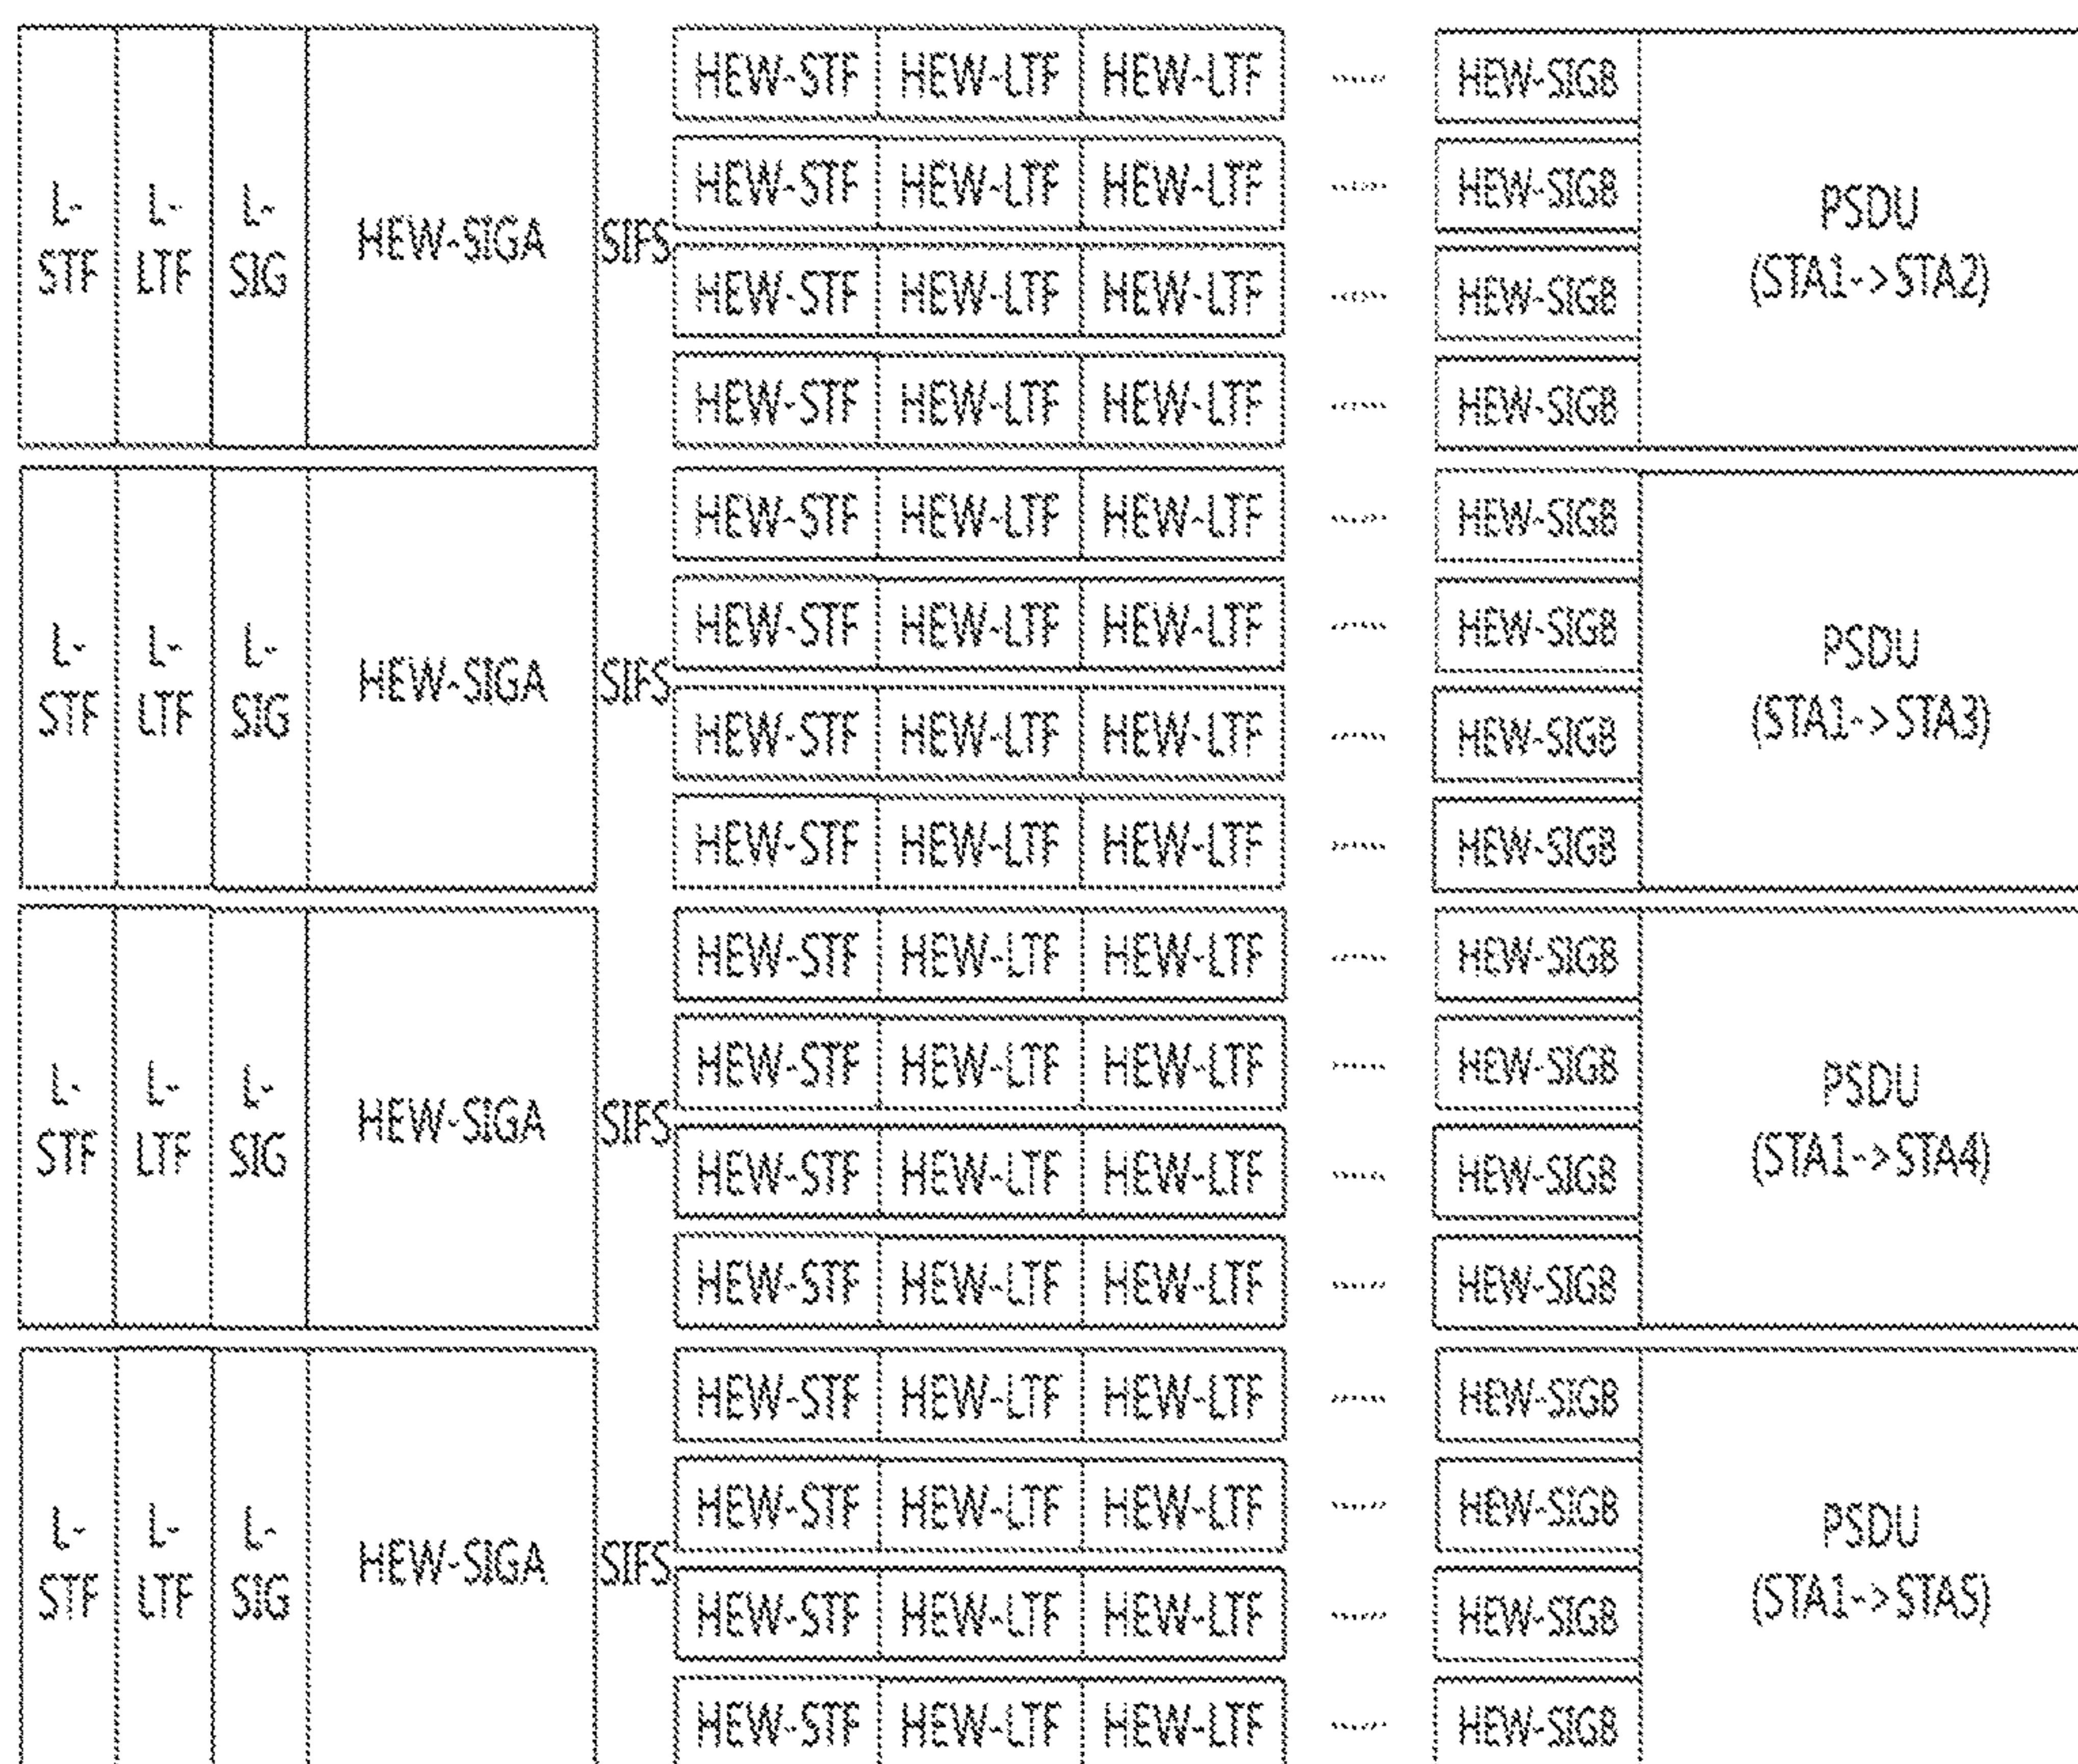 HEW-STF HEW-LTF HEW-LTF ..... HEW-SIGB
HEW-STF HEW-LTF HEW-LTF ..... HEW-SIGB
L-STF L-LTF L-SIG HEW-SIGA SIFS PSDU (STA1->STA2)
HEW-STF HEW-LTF HEW-LTF ..... HEW-SIGB
HEW-STF HEW-LTF HEW-LTF ..... HEW-SIGB
HEW-STF HEW-LTF HEW-LTF ..... HEW-SIGB
HEW-STF HEW-LTF HEW-LTF ..... HEW-SIGB
L-STF L-LTF L-SIG HEW-SIGA SIFS PSDU (STA1->STA3)
HEW-STF HEW-LTF HEW-LTF ..... HEW-SIGB
HEW-STF HEW-LTF HEW-LTF ..... HEW-SIGB
HEW-STF HEW-LTF HEW-LTF ..... HEW-SIGB
HEW-STF HEW-LTF HEW-LTF ..... HEW-SIGB
L-STF L-LTF L-SIG HEW-SIGA SIFS PSDU (STA1->STA4)
HEW-STF HEW-LTF HEW-LTF ..... HEW-SIGB
HEW-STF HEW-LTF HEW-LTF ..... HEW-SIGB
HEW-STF HEW-LTF HEW-LTF ..... HEW-SIGB
HEW-STF HEW-LTF HEW-LTF ..... HEW-SIGB
L-STF L-LTF L-SIG HEW-SIGA SIFS PSDU (STA1->STA5)
HEW-STF HEW-LTF HEW-LTF ..... HEW-SIGB
HEW-STF HEW-LTF HEW-LTF ..... HEW-SIGB